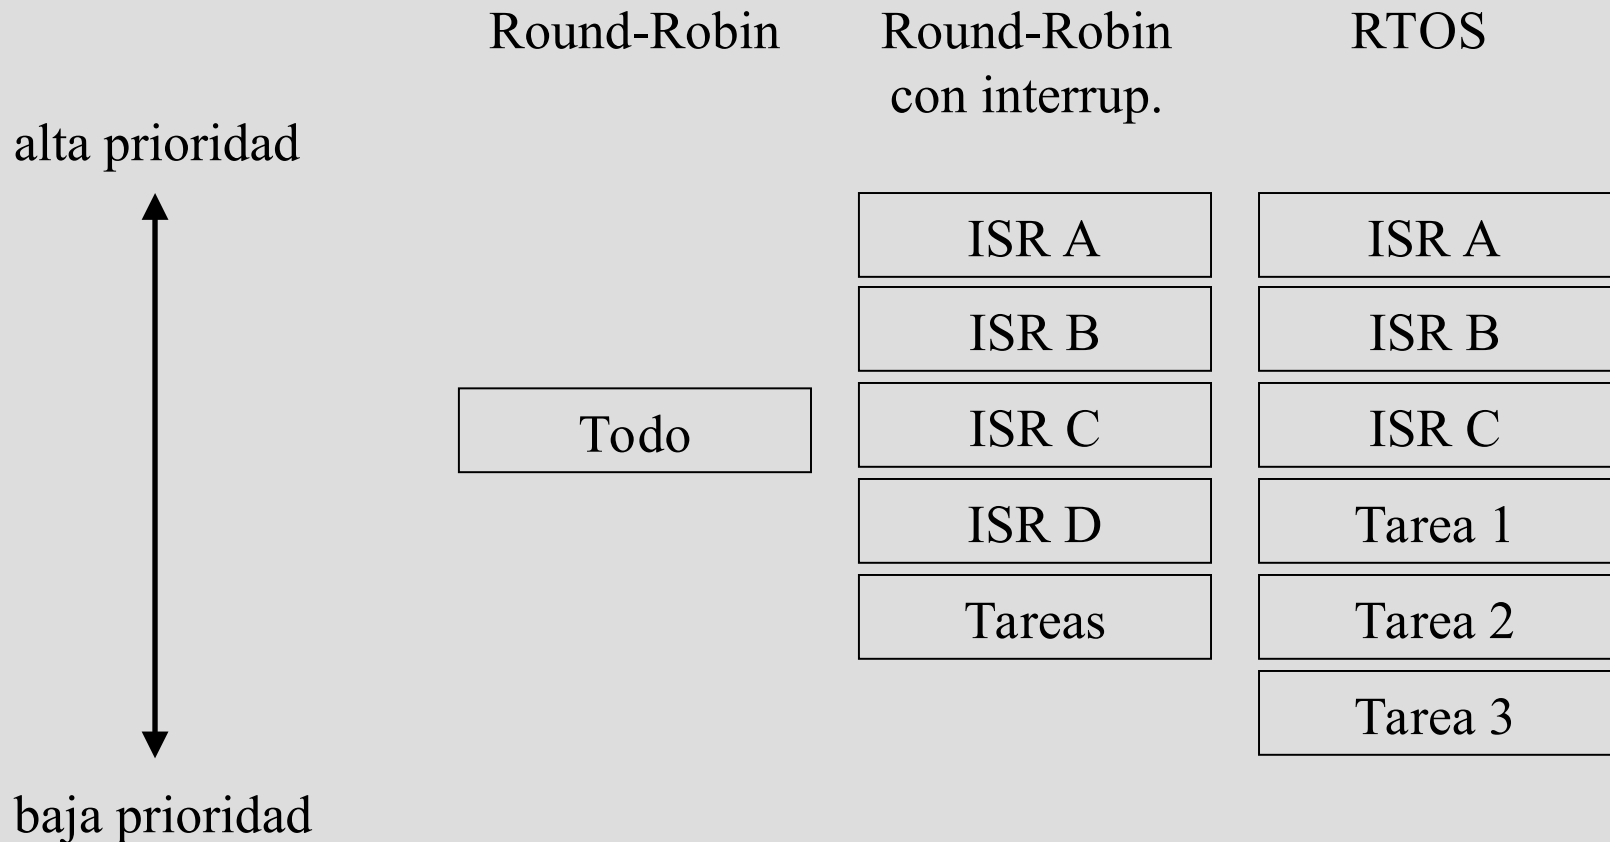 Round-Robin
Round-Robin
con interrup.
RTOS
alta prioridad
ISR A
ISR A
ISR B
ISR B
Todo
ISR C
ISR C
ISR D
Tarea 1
Tareas
Tarea 2
Tarea 3
baja prioridad